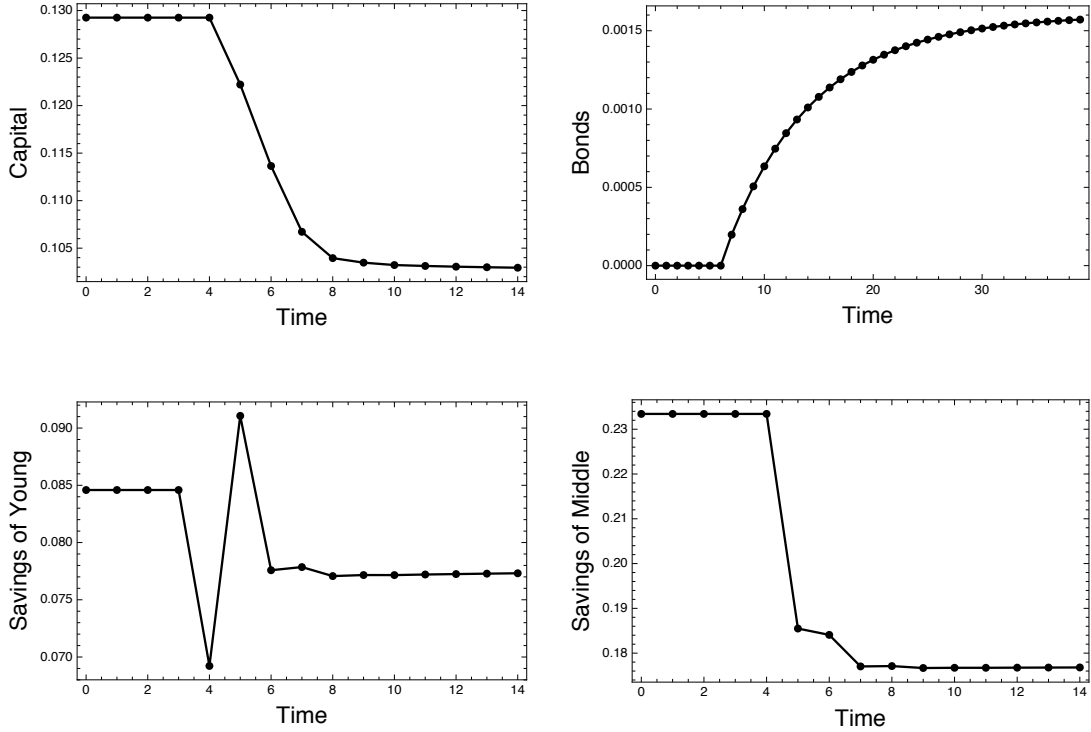 Capital
0.130
0.125
0.120
0.115
0.110
0.105
0 2 4 6 8 10 12 14
Time
Bonds
0.0015
0.0010
0.0005
0.0000
0 10 20 30
Time
Savings of Young
0.090
0.085
0.080
0.075
0.070
0 2 4 6 8 10 12 14
Time
Savings of Middle
0.23
0.22
0.21
0.20
0.19
0.18
0 2 4 6 8 10 12 14
Time